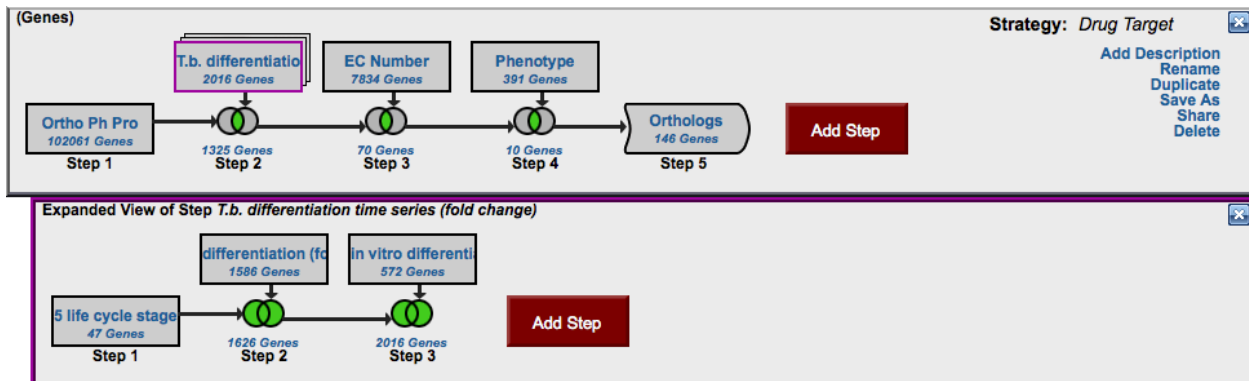 (Genes)
Strategy: Drug Target
Add Description
Rename
Duplicate
Save As
Share
Delete
T.b. differentiatio
2016 Genes
EC Number
7834 Genes
Phenotype
391 Genes
Ortho Ph Pro
102061 Genes
Step 1
1325 Genes
Step 2
70 Genes
Step 3
10 Genes
Step 4
Orthologs
146 Genes
Step 5
Add Step
Expanded View of Step T.b. differentiation time series (fold change)
differentiation (fo
1586 Genes
in vitro differentia
572 Genes
5 life cycle stage
47 Genes
Step 1
1626 Genes
Step 2
2016 Genes
Step 3
Add Step